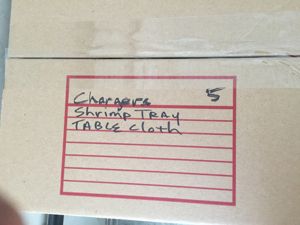 Chargers 5
Shrimp TRAY
TABLE Cloth